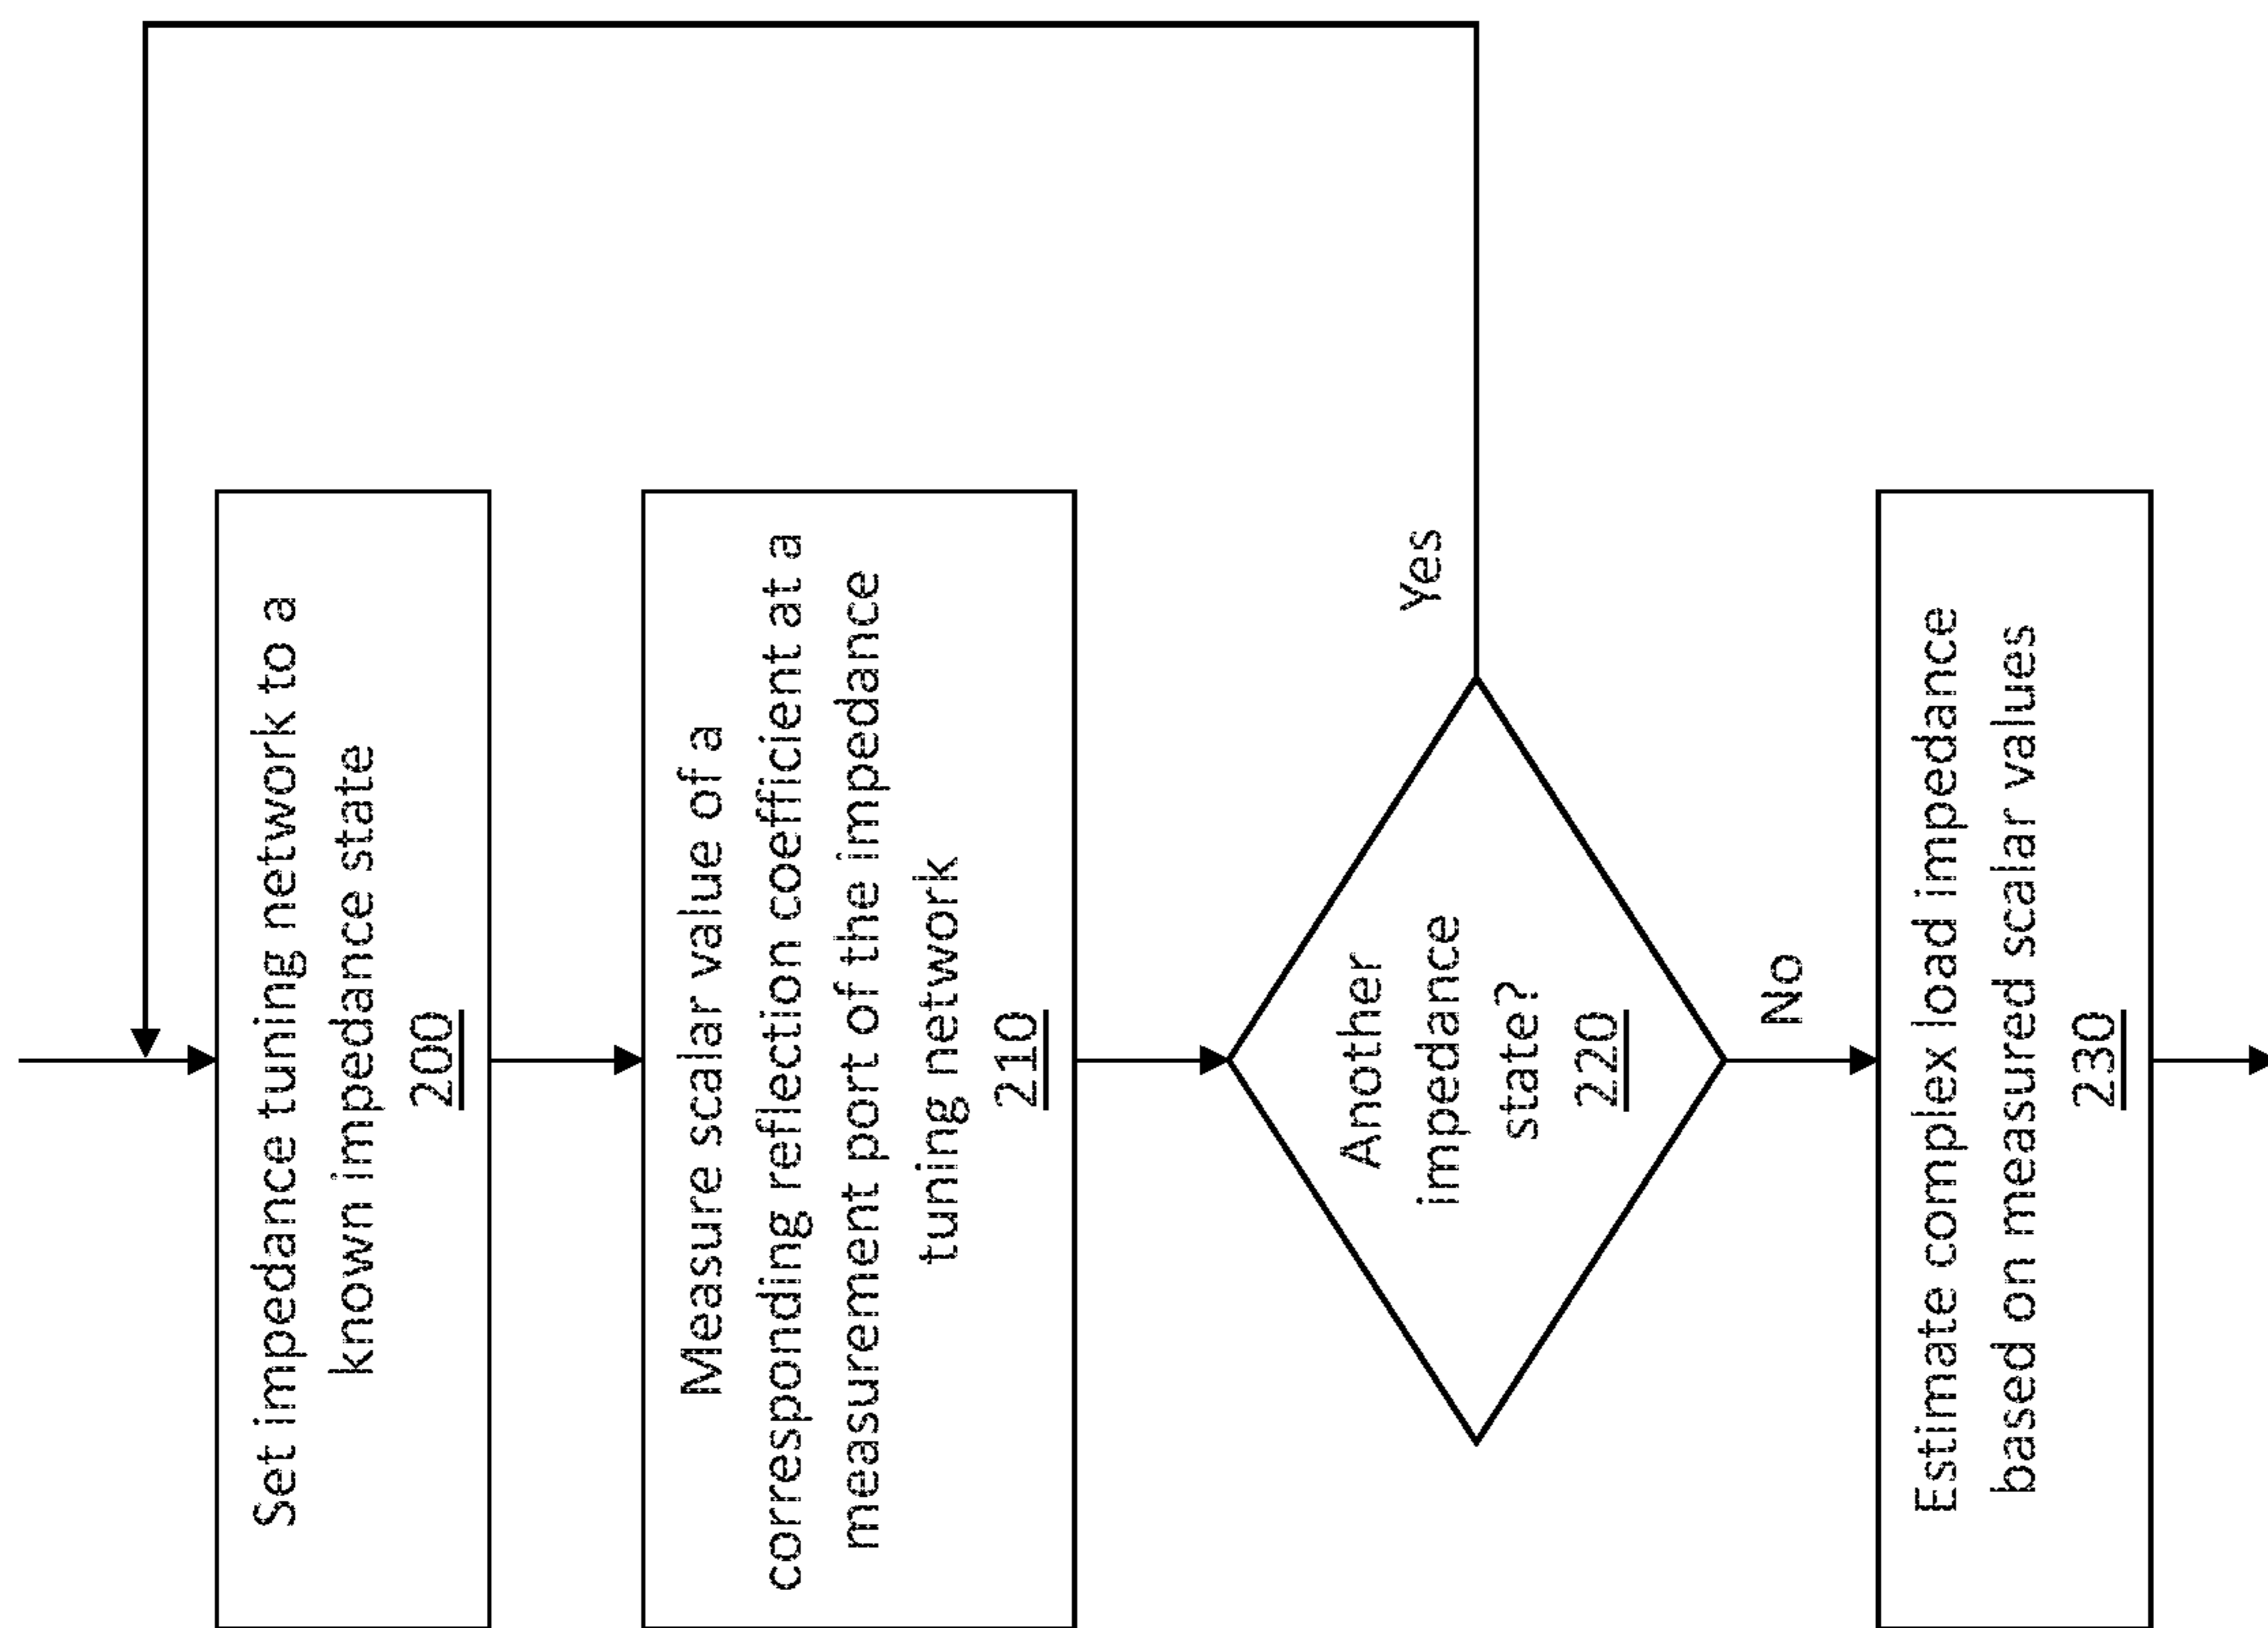 Set impedance tuning network to a
known impedance state
200
Measure scalar value of a
corresponding reflection coefficient at a
measurement port of the impedance
tuning network
210
Another
impedance
state?
220
Yes
No
Estimate complex load impedance
based on measured scalar values
230